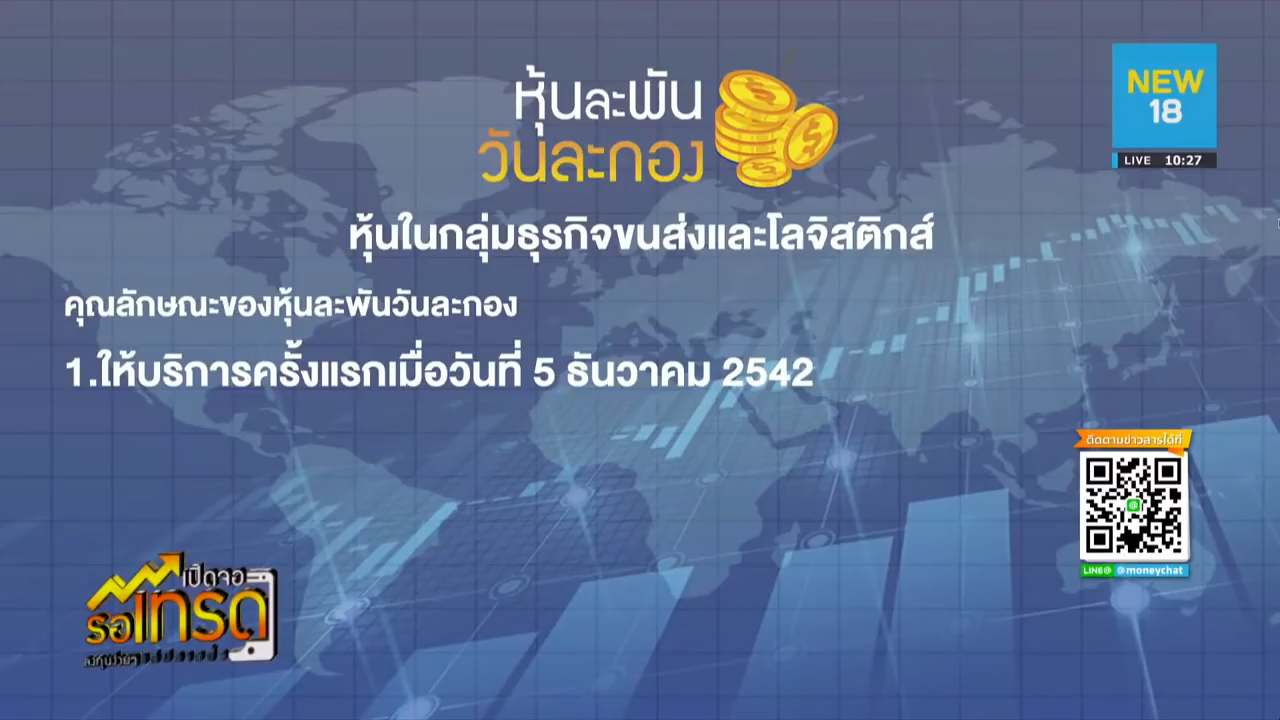 หุ้นละพัน
วันละกอง
NEW
18
LIVE 10:27
หุ้นในกลุ่มธุรกิจขนส่งและโลจิสติกส์
คุณลักษณะของหุ้นละพันวันละกอง
1.ให้บริการครั้งแรกเมื่อวันที่ 5 ธันวาคม 2542
ติดตามข่าวสารได้ที่
LINE@ @moneychat
เปิดจอ
รอเทรด